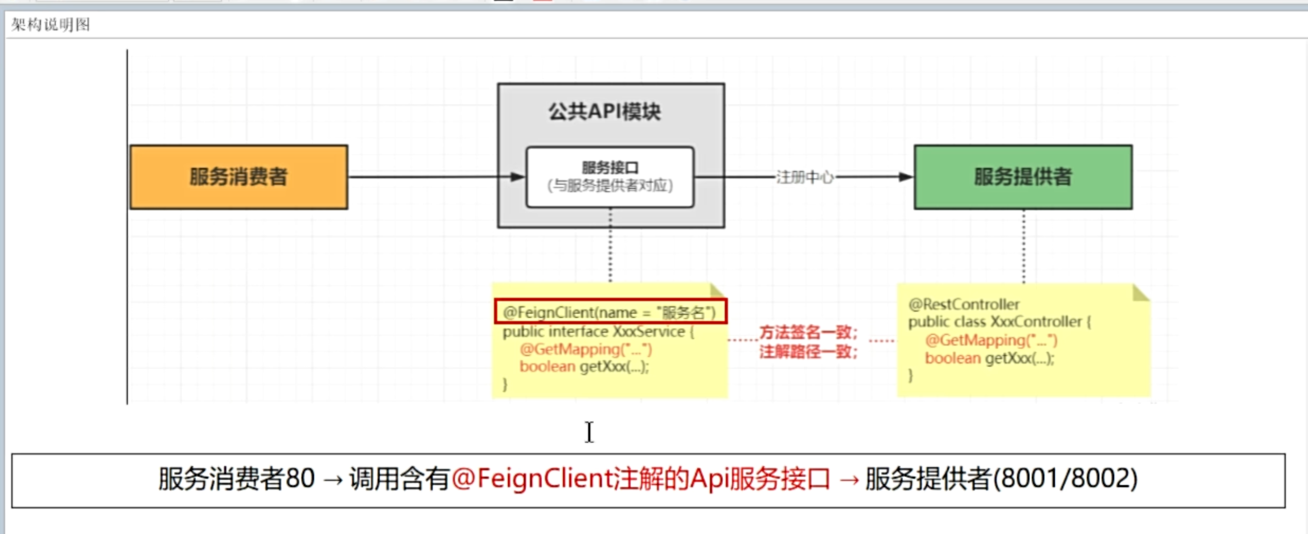 架构说明图
公共API模块
服务消费者
服务接口
(与服务提供者对应)
注册中心
服务提供者
@FeignClient(name = "服务名")
public interface XxxService {
@GetMapping("...")
boolean getXxx(...);
}
方法签名一致;
注解路径一致;
@RestController
public class XxxController {
@GetMapping("...")
boolean getXxx(...);
}
服务消费者80 → 调用含有@FeignClient注解的Api服务接口 → 服务提供者(8001/8002)